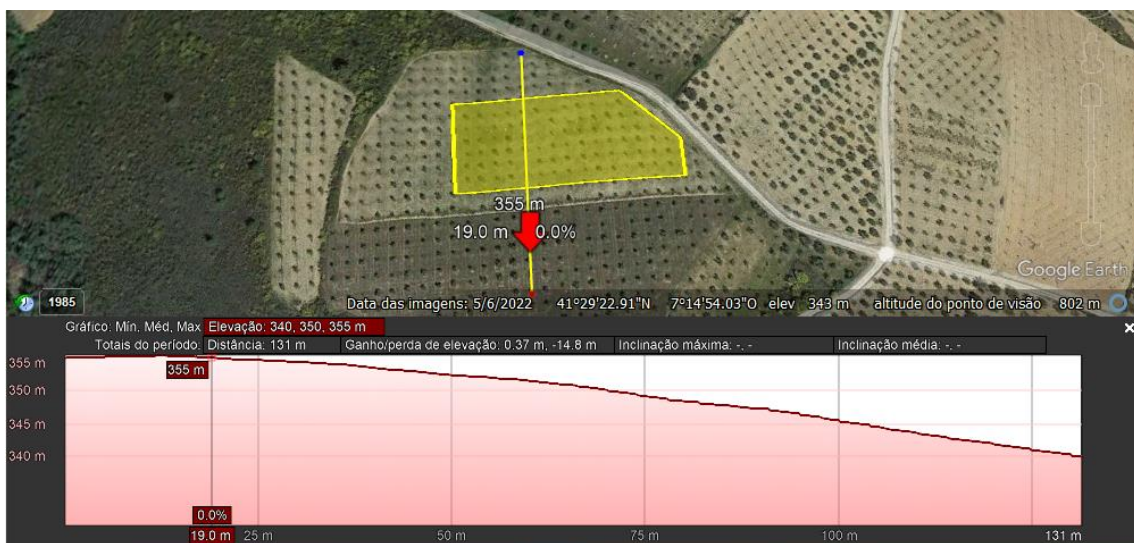 355 m
19.0 m 0.0%
Google Earth
1985 Data das imagens: 5/6/2022 41°29'22.91"N 7°14'54.03"O elev 343 m altitude do ponto de visão 802 m
Gráfico: Mín. Méd, Max Elevação: 340, 350, 355 m
Totais do período: Distância: 131 m Ganho/perda de elevação: 0.37 m, -14.8 m Inclinação máxima: -, - Inclinação média: -, -
355 m
355 m
350 m
345 m
340 m
0.0%
19.0 m 25 m 50 m 75 m 100 m 131 m